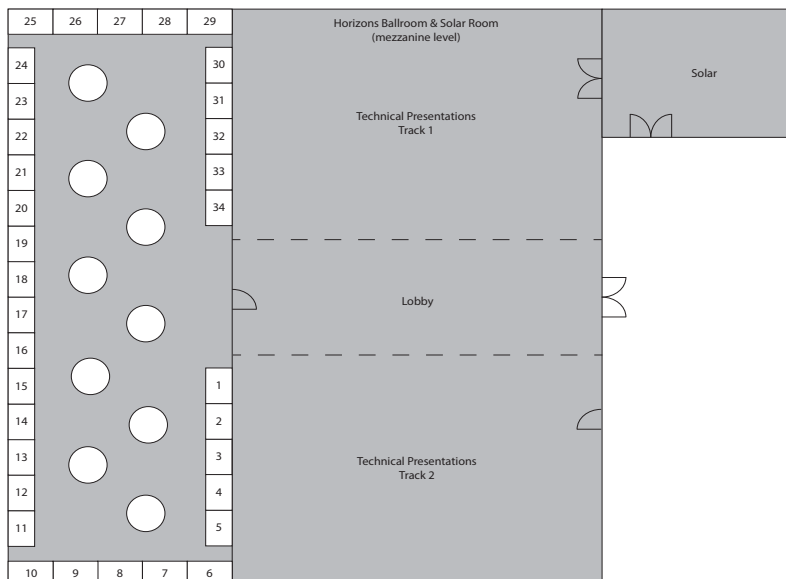 25 26 27 28 29
Horizons Ballroom & Solar Room
(mezzanine level)
24
23
22
21
20
19
18
17
16
15
14
13
12
11
30
31
32
33
34
1
2
3
4
5
10 9 8 7 6
Technical Presentations
Track 1
Solar
Lobby
Technical Presentations
Track 2